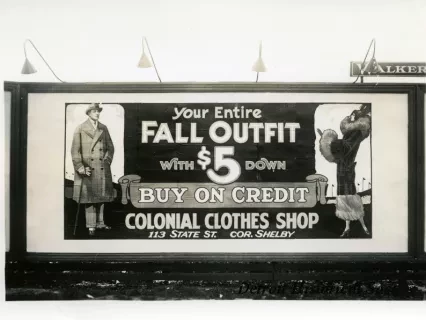 WALKER
Your Entire
FALL OUTFIT
WITH $5 DOWN
BUY ON CREDIT
COLONIAL CLOTHES SHOP
113 STATE ST. COR. SHELBY
Detroit